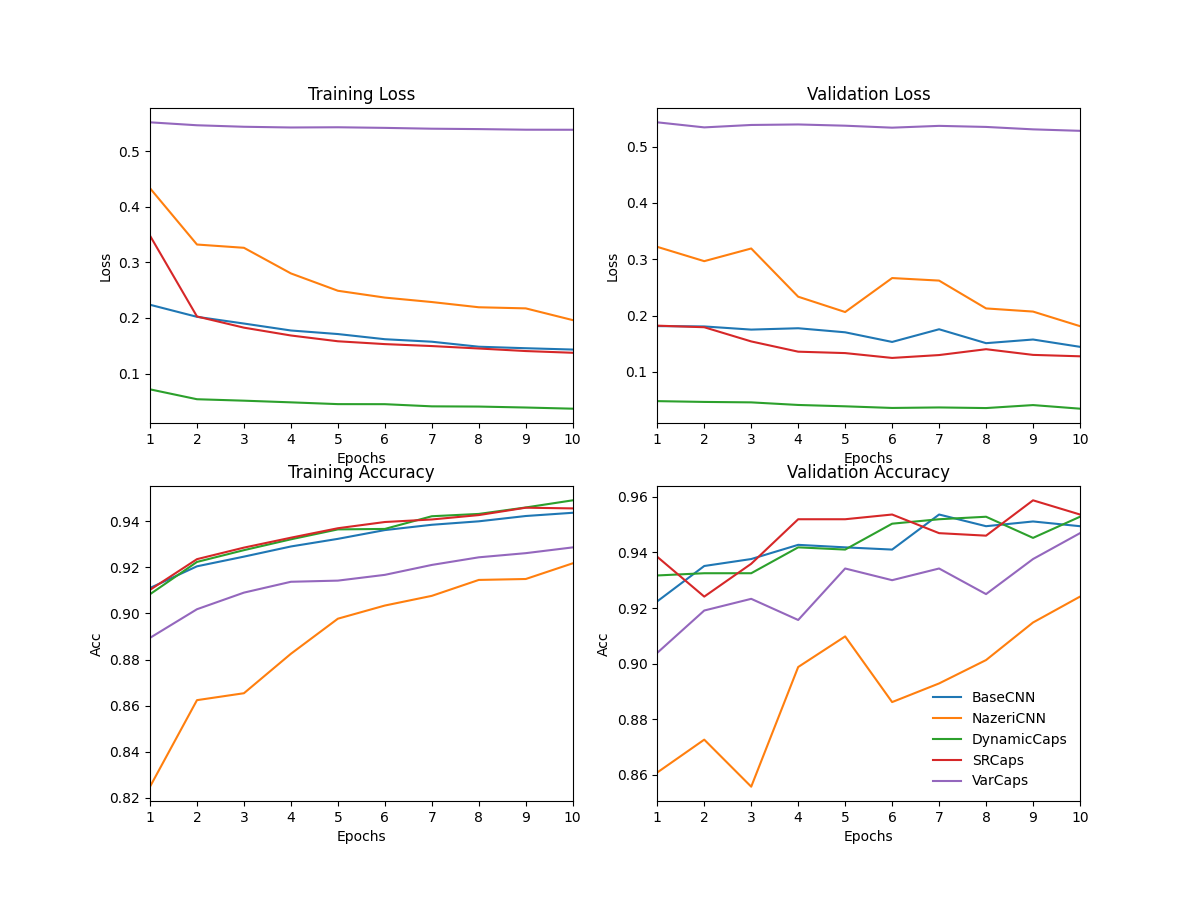 Training Loss
Loss
0.5
0.4
0.3
0.2
0.1
1 2 3 4 5 6 7 8 9 10
Epochs
Validation Loss
Loss
0.5
0.4
0.3
0.2
0.1
1 2 3 4 5 6 7 8 9 10
Epochs
Training Accuracy
Acc
0.94
0.92
0.90
0.88
0.86
0.84
0.82
1 2 3 4 5 6 7 8 9 10
Epochs
Validation Accuracy
Acc
0.96
0.94
0.92
0.90
0.88
0.86
BaseCNN
NazeriCNN
DynamicCaps
SRCaps
VarCaps
1 2 3 4 5 6 7 8 9 10
Epochs